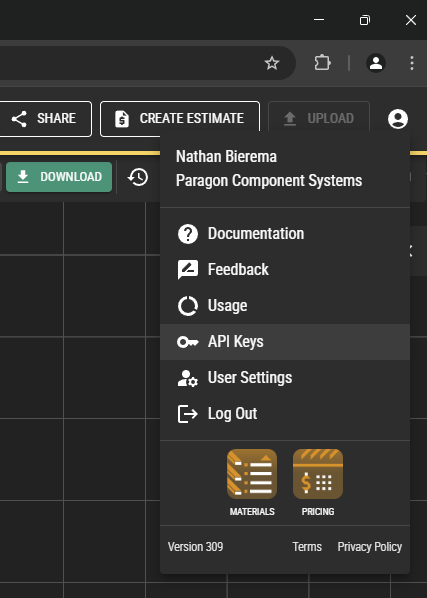 SHARE
CREATE ESTIMATE
UPLOAD
Nathan Bierema
Paragon Component Systems
DOWNLOAD
Documentation
Feedback
Usage
API Keys
User Settings
Log Out
MATERIALS
PRICING
Version 309
Terms
Privacy Policy